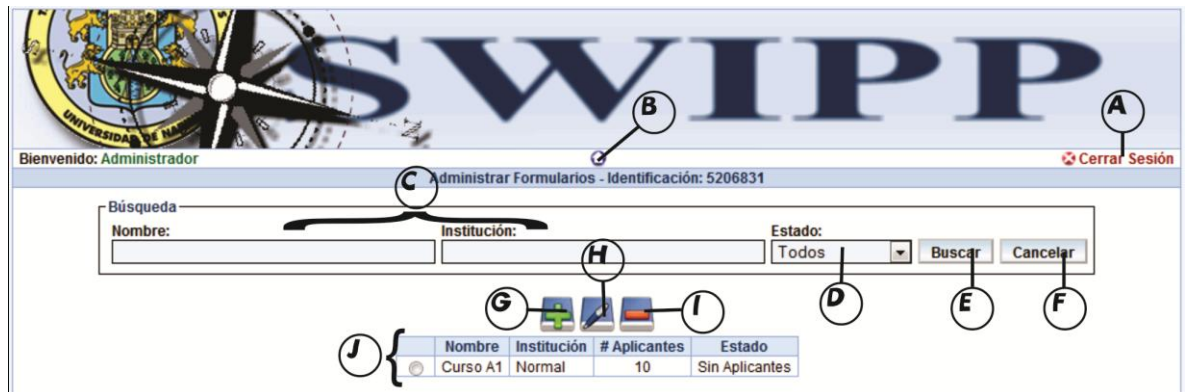 SWIPP
UNIVERSIDAD DE NA
B
A
Bienvenido: Administrador
Cerrar Sesión
Administrar Formularios - Identificación: 5206831
C
Búsqueda
Nombre:
Institución:
Estado:
Todos
Buscar
Cancelar
H
G
I
D
E
F
J
Nombre Institución # Aplicantes Estado
Curso A1 Normal 10 Sin Aplicantes